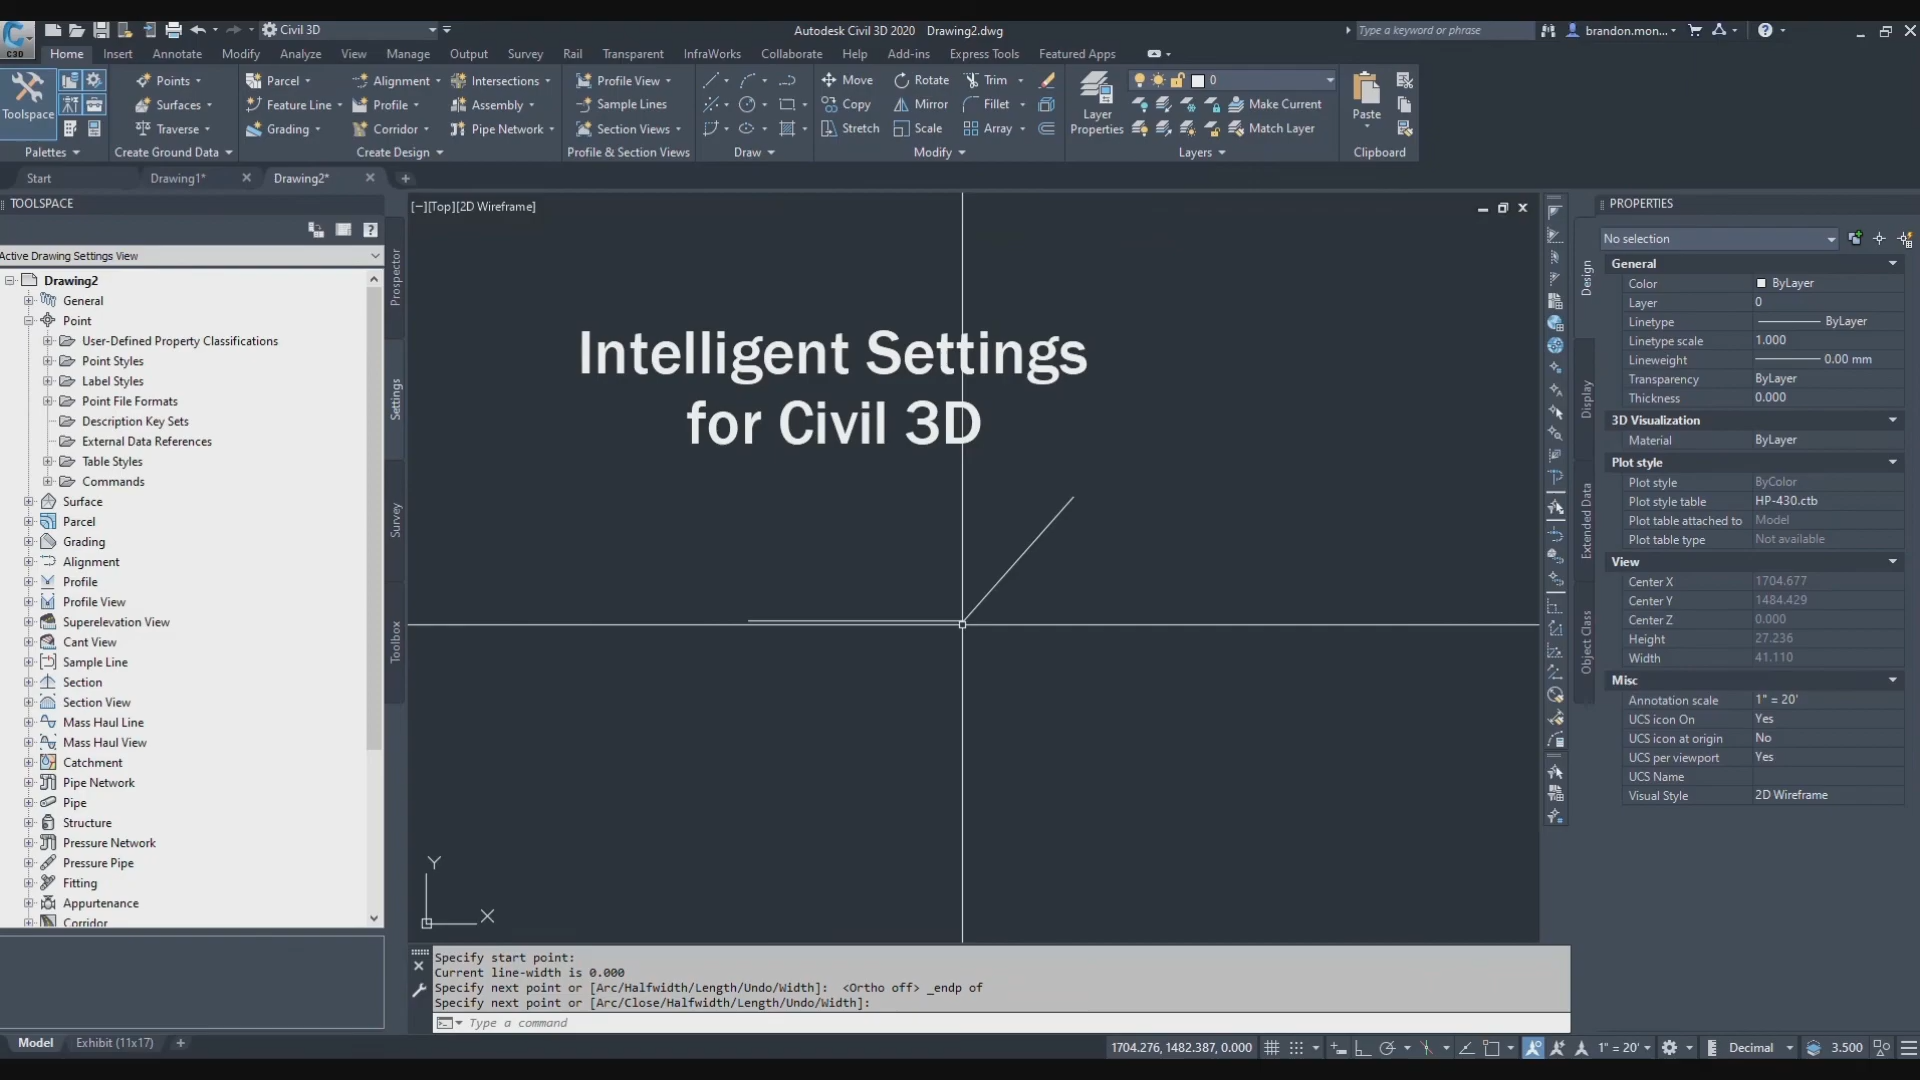 Civil 3D
Autodesk Civil 3D 2020 Drawing2.dwg
Type a keyword or phrase
brandon.mon...
C3D
Home Insert Annotate Modify Analyze View Manage Output Survey Rail Transparent InfraWorks Collaborate Help Add-ins Express Tools Featured Apps
Toolspace
Points Parcel Alignment Intersections Profile View Move Rotate Trim 0
Surfaces Feature Line Profile Assembly Sample Lines Copy Mirror Fillet Make Current
Traverse Grading Corridor Pipe Network Section Views Stretch Scale Array Match Layer
Layer Properties
Paste
Palettes Create Ground Data Create Design Profile & Section Views Draw Modify Layers Clipboard
Start Drawing1* Drawing2*
TOOLSPACE
Active Drawing Settings View
Drawing2
General
Point
User-Defined Property Classifications
Point Styles
Label Styles
Point File Formats
Description Key Sets
External Data References
Table Styles
Commands
Surface
Parcel
Grading
Alignment
Profile
Profile View
Superelevation View
Cant View
Sample Line
Section
Section View
Mass Haul Line
Mass Haul View
Catchment
Pipe Network
Pipe
Structure
Pressure Network
Pressure Pipe
Fitting
Appurtenance
Corridor
Prospector
Settings
Survey
Toolbox
[−][Top][2D Wireframe]
Intelligent Settings
for Civil 3D
Y
X
Specify start point:
Current line-width is 0.000
Specify next point or [Arc/Halfwidth/Length/Undo/Width]: <Ortho off> _endp of
Specify next point or [Arc/Close/Halfwidth/Length/Undo/Width]:
Type a command
PROPERTIES
No selection
Design
Display
Extended Data
Object Class
General
Color ByLayer
Layer 0
Linetype ByLayer
Linetype scale 1.000
Lineweight 0.00 mm
Transparency ByLayer
Thickness 0.000
3D Visualization
Material ByLayer
Plot style
Plot style ByColor
Plot style table HP-430.ctb
Plot table attached to Model
Plot table type Not available
View
Center X 1704.677
Center Y 1484.429
Center Z 0.000
Height 27.236
Width 41.110
Misc
Annotation scale 1" = 20'
UCS icon On Yes
UCS icon at origin No
UCS per viewport Yes
UCS Name
Visual Style 2D Wireframe
Model Exhibit (11x17)
1704.276, 1482.387, 0.000 1" = 20' Decimal 3.500